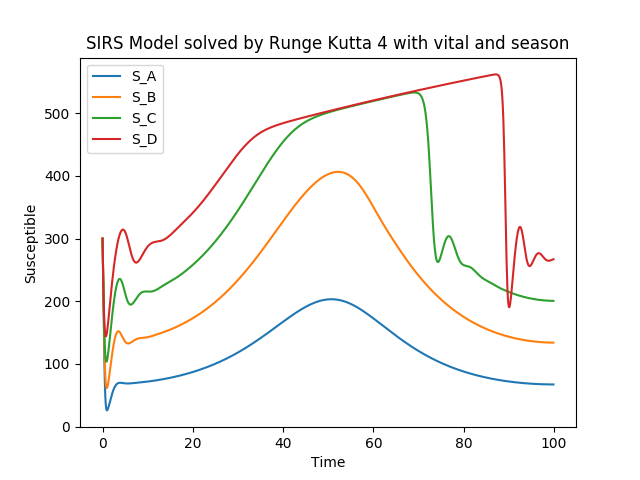 SIRS Model solved by Runge Kutta 4 with vital and season
S_A
S_B
S_C
S_D
Susceptible
500
400
300
200
100
0
0 20 40 60 80 100
Time